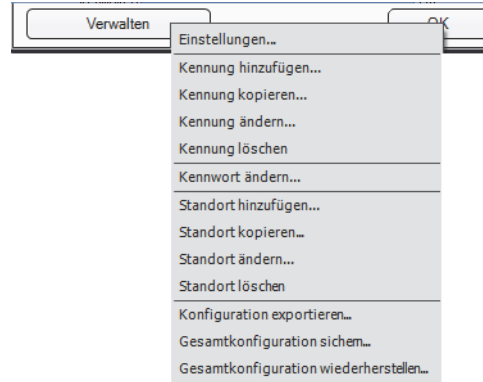 Verwalten
OK
Einstellungen...
Kennung hinzufügen...
Kennung kopieren...
Kennung ändern...
Kennung löschen
Kennwort ändern...
Standort hinzufügen...
Standort kopieren...
Standort ändern...
Standort löschen
Konfiguration exportieren...
Gesamtkonfiguration sichern...
Gesamtkonfiguration wiederherstellen...